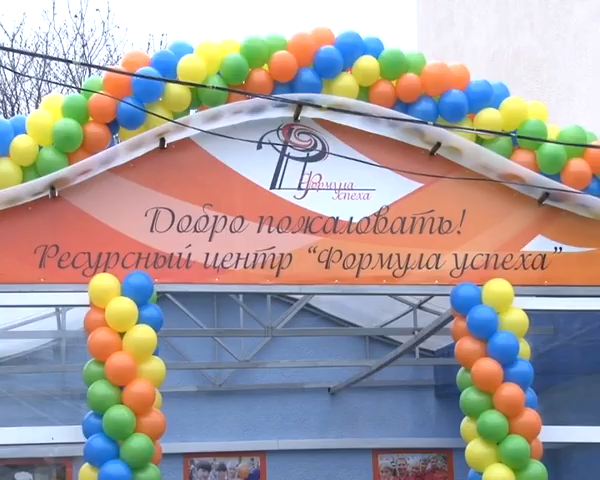 Формула
успеха
Добро пожаловать!
Ресурсный центр “Формула успеха”